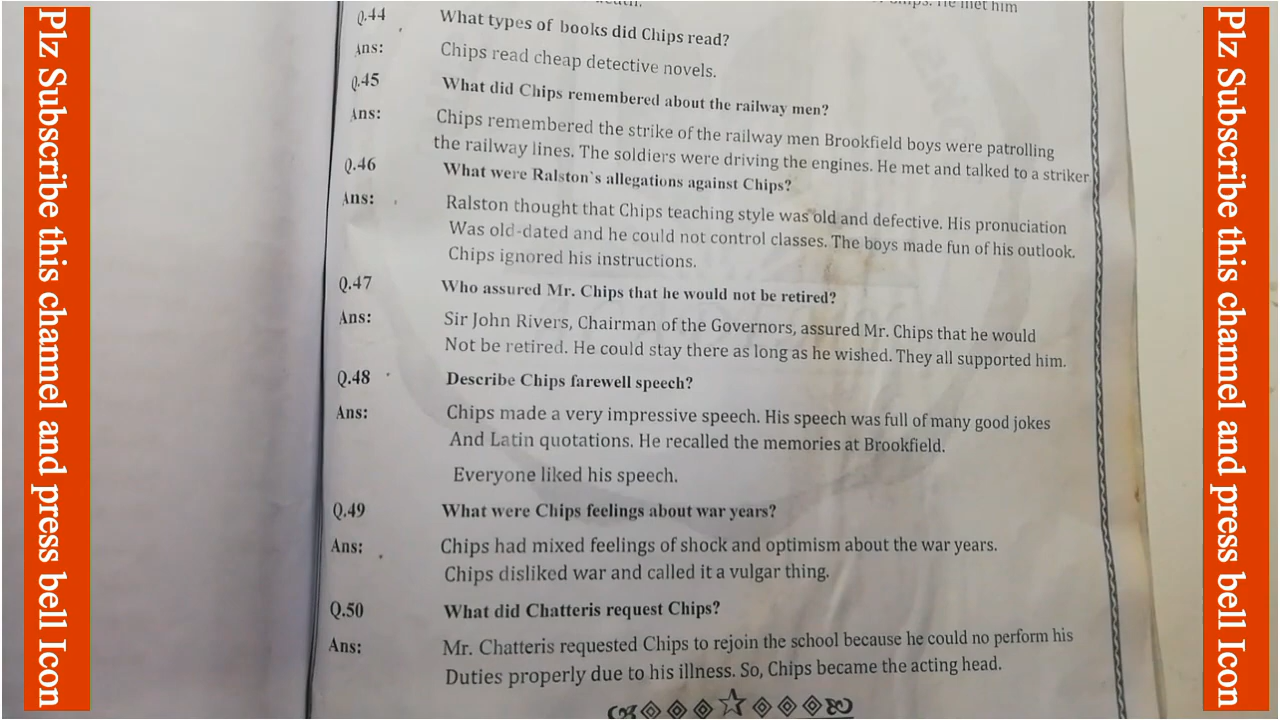 Plz Subscribe this channel and press bell Icon
met him
Q.44 What types of books did Chips read?
Ans: Chips read cheap detective novels.
Q.45 What did Chips remembered about the railway men?
Ans: Chips remembered the strike of the railway men Brookfield boys were patrolling
the railway lines. The soldiers were driving the engines. He met and talked to a striker
Q.46 What were Ralston`s allegations against Chips?
Ans: Ralston thought that Chips teaching style was old and defective. His pronuciation
Was old-dated and he could not control classes. The boys made fun of his outlook.
Chips ignored his instructions.
Q.47 Who assured Mr. Chips that he would not be retired?
Ans: Sir John Rivers, Chairman of the Governors, assured Mr. Chips that he would
Not be retired. He could stay there as long as he wished. They all supported him.
Q.48 Describe Chips farewell speech?
Ans: Chips made a very impressive speech. His speech was full of many good jokes
And Latin quotations. He recalled the memories at Brookfield.
Everyone liked his speech.
Q.49 What were Chips feelings about war years?
Ans: Chips had mixed feelings of shock and optimism about the war years.
Chips disliked war and called it a vulgar thing.
Q.50 What did Chatteris request Chips?
Ans: Mr. Chatteris requested Chips to rejoin the school because he could no perform his
Duties properly due to his illness. So, Chips became the acting head.
Plz Subscribe this channel and press bell Icon